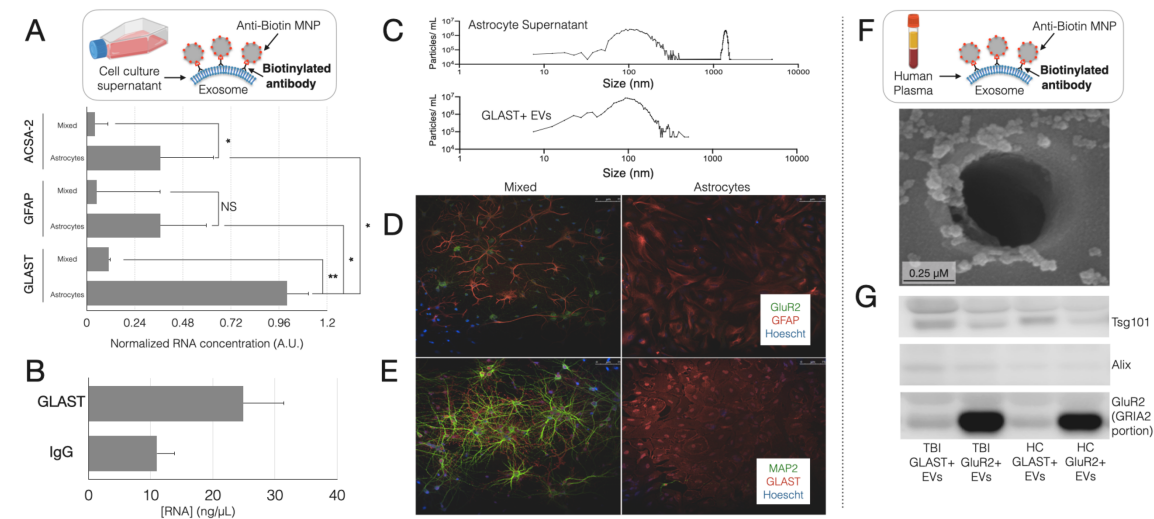 A
Anti-Biotin MNP
Cell culture
supernatant
Biotinylated
antibody
Exosome
ACSA-2
Mixed
Astrocytes
*
GFAP
Mixed
Astrocytes
NS
*
GLAST
Mixed
Astrocytes
**
*
0 0.24 0.48 0.72 0.96 1.2
Normalized RNA concentration (A.U.)
B
GLAST
IgG
0 10 20 30 40
[RNA] (ng/µL)
C
Astrocyte Supernatant
Particles/ mL
10⁷
10⁶
10⁵
10⁴
1 10 100 1000 10000
Size (nm)
GLAST+ EVs
Particles/ mL
10⁷
10⁶
10⁵
10⁴
1 10 100 1000 10000
Size (nm)
Mixed Astrocytes
D
GluR2
GFAP
Hoescht
E
MAP2
GLAST
Hoescht
F
Anti-Biotin MNP
Human
Plasma
Biotinylated
antibody
Exosome
0.25 µM
G
Tsg101
Alix
GluR2
(GRIA2
portion)
TBI
GLAST+
EVs
TBI
GluR2+
EVs
HC
GLAST+
EVs
HC
GluR2+
EVs